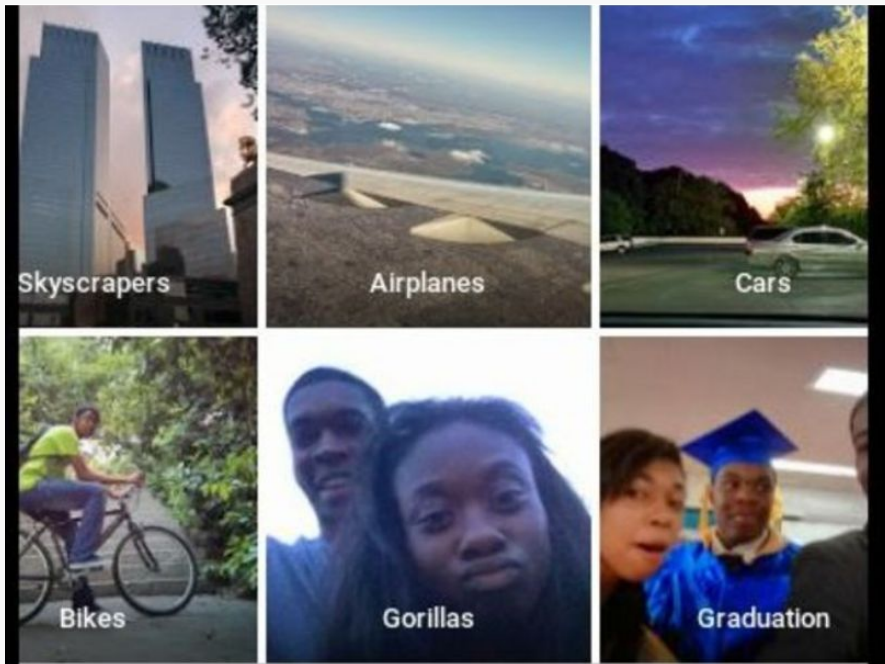 Skyscrapers
Airplanes
Cars
Bikes
Gorillas
Graduation